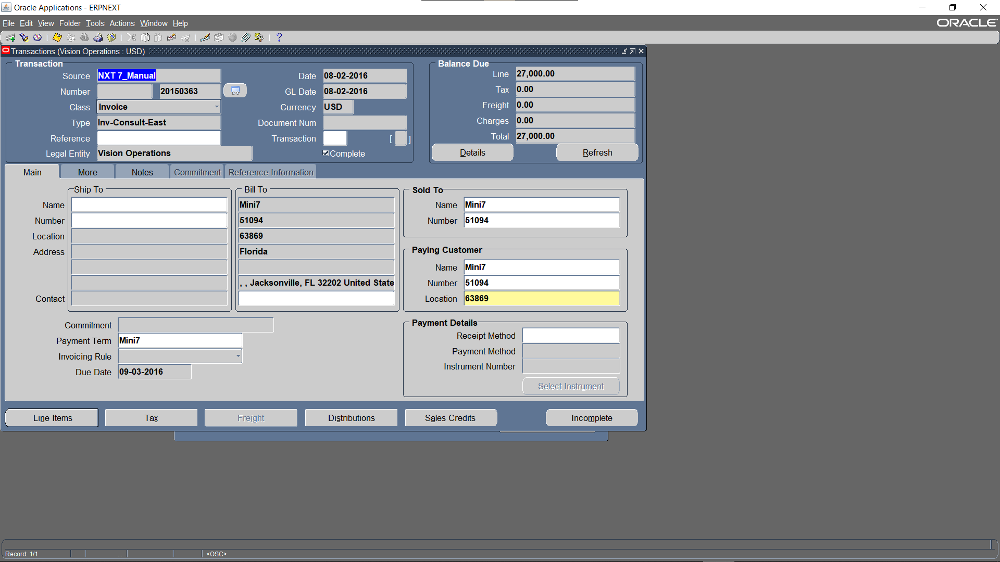 Oracle Applications - ERPNEXT
File Edit View Folder Tools Actions Window Help
ORACLE
Transactions (Vision Operations : USD)
Transaction
Source NXT 7_Manual
Number 20150363
Class Invoice
Type Inv-Consult-East
Reference
Legal Entity Vision Operations
Date 08-02-2016
GL Date 08-02-2016
Currency USD
Document Num
Transaction [ ]
Complete
Balance Due
Line 27,000.00
Tax 0.00
Freight 0.00
Charges 0.00
Total 27,000.00
Details Refresh
Main More Notes Commitment Reference Information
Ship To
Name
Number
Location
Address
Contact
Bill To
Mini7
51094
63869
Florida
, , Jacksonville, FL 32202 United State
Sold To
Name Mini7
Number 51094
Paying Customer
Name Mini7
Number 51094
Location 63869
Commitment
Payment Term Mini7
Invoicing Rule
Due Date 09-03-2016
Payment Details
Receipt Method
Payment Method
Instrument Number
Select Instrument
Line Items Tax Freight Distributions Sales Credits Incomplete
Record: 1/1 ... <OSC>